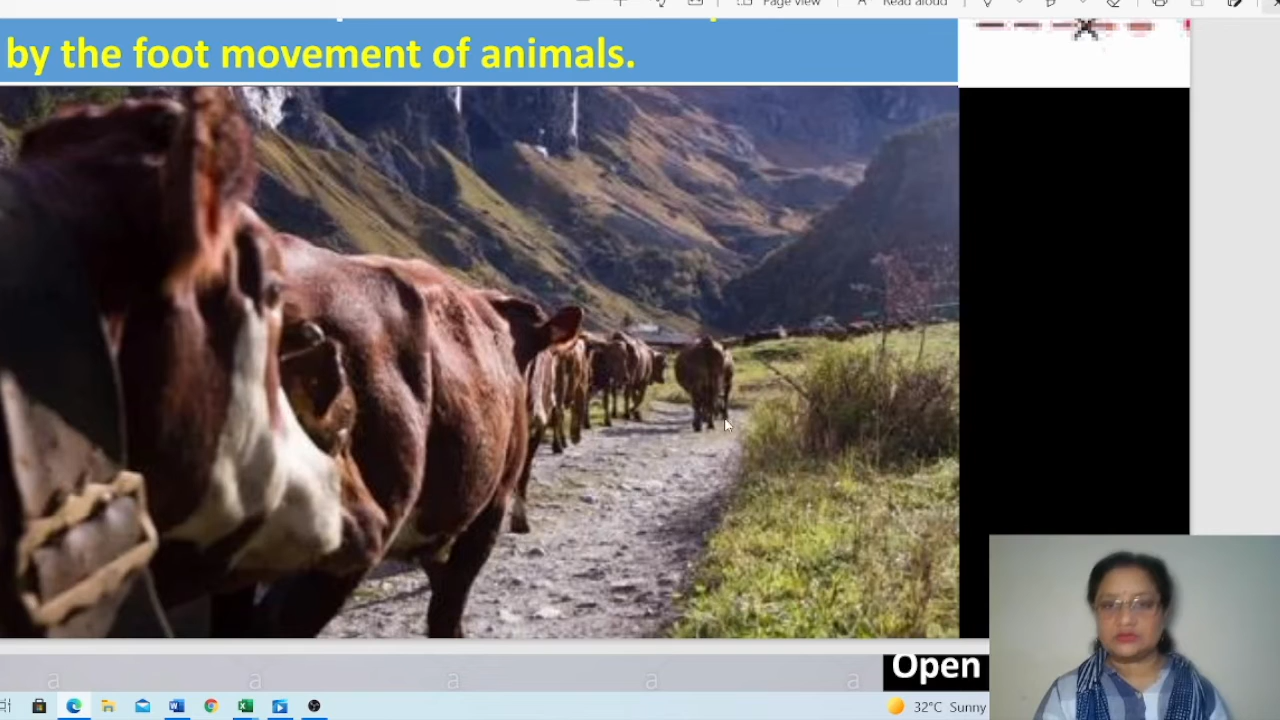 Page view
Read aloud
by the foot movement of animals.
Open
a a a a a
32°C Sunny